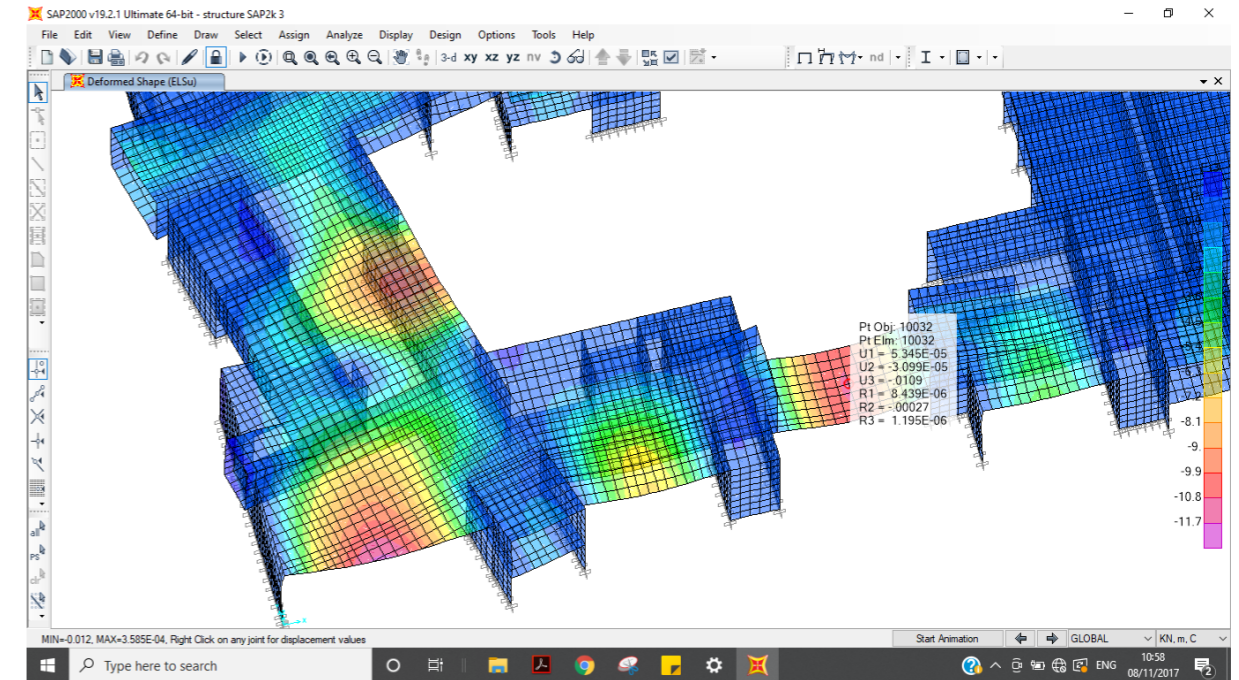 SAP2000 v19.2.1 Ultimate 64-bit - structure SAP2k 3
File Edit View Define Draw Select Assign Analyze Display Design Options Tools Help
3-d xy xz yz nv nd
Deformed Shape (ELSu)
Pt Obj: 10032
Pt Elm: 10032
U1 = 5.345E-05
U2 = -3.099E-05
U3 = -.0109
R1 = 8.439E-06
R2 = -.00027
R3 = 1.195E-06
-8.1
-9.
-9.9
-10.8
-11.7
all
PS
clr
MIN=-0.012, MAX=3.585E-04, Right Click on any joint for displacement values
Start Animation
GLOBAL
KN, m, C
Type here to search
ENG
10:58
08/11/2017
2